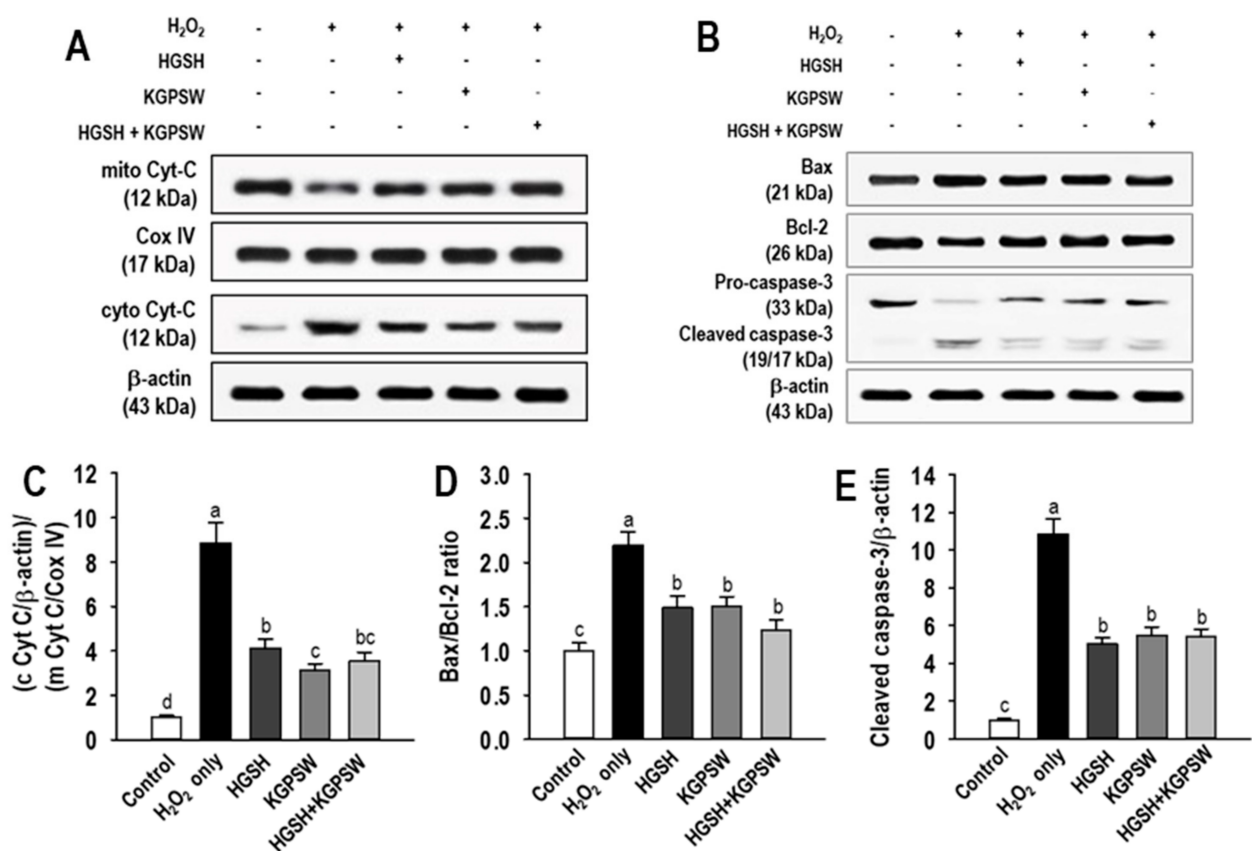 A
H₂O₂ - + + + +
HGSH - - + - -
KGPSW - - - + -
HGSH + KGPSW - - - - +
mito Cyt-C
(12 kDa)
Cox IV
(17 kDa)
cyto Cyt-C
(12 kDa)
β-actin
(43 kDa)
B
H₂O₂ - + + + +
HGSH - - + - -
KGPSW - - - + -
HGSH + KGPSW - - - - +
Bax
(21 kDa)
Bcl-2
(26 kDa)
Pro-caspase-3
(33 kDa)
Cleaved caspase-3
(19/17 kDa)
β-actin
(43 kDa)
C
(c Cyt C/β-actin)/
(m Cyt C/Cox IV)
12
10
8
6
4
2
0
d
a
b
c
bc
Control
H₂O₂ only
HGSH
KGPSW
HGSH+KGPSW
D
Bax/Bcl-2 ratio
3.0
2.5
2.0
1.5
1.0
0.5
0.0
c
a
b
b
b
Control
H₂O₂ only
HGSH
KGPSW
HGSH+KGPSW
E
Cleaved caspase-3/β-actin
14
12
10
8
6
4
2
0
c
a
b
b
b
Control
H₂O₂ only
HGSH
KGPSW
HGSH+KGPSW